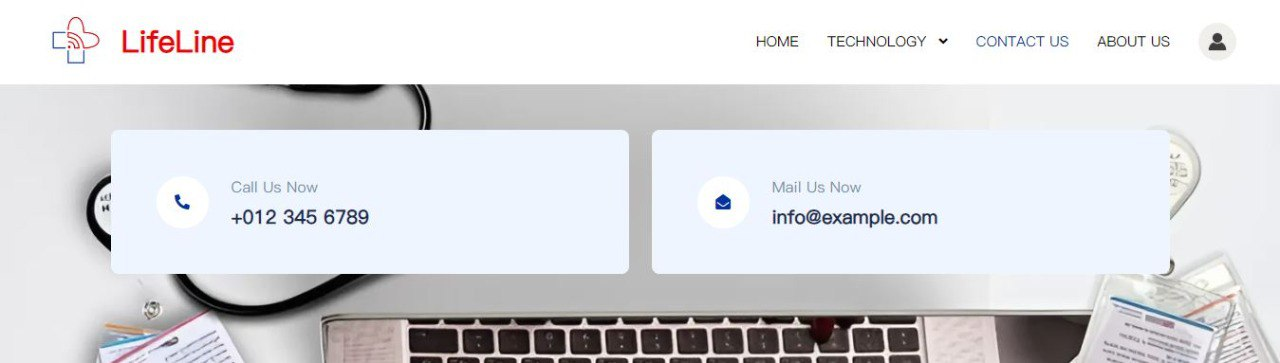 LifeLine
HOME
TECHNOLOGY
CONTACT US
ABOUT US
Call Us Now
+012 345 6789
Mail Us Now
info@example.com